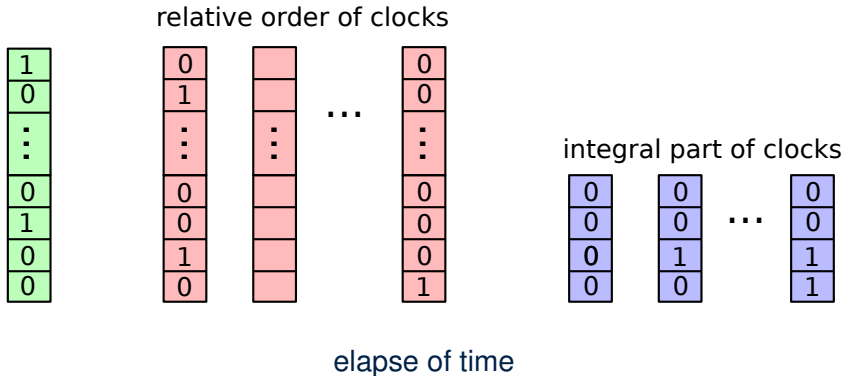 relative order of clocks
1 0 0
0 1 ... 0
⋮ ⋮ ⋮ ⋮
integral part of clocks
0 0 0 0 0 0
1 0 0 0 0 ... 0
0 1 0 0 1 1
0 0 1 0 0 1
elapse of time